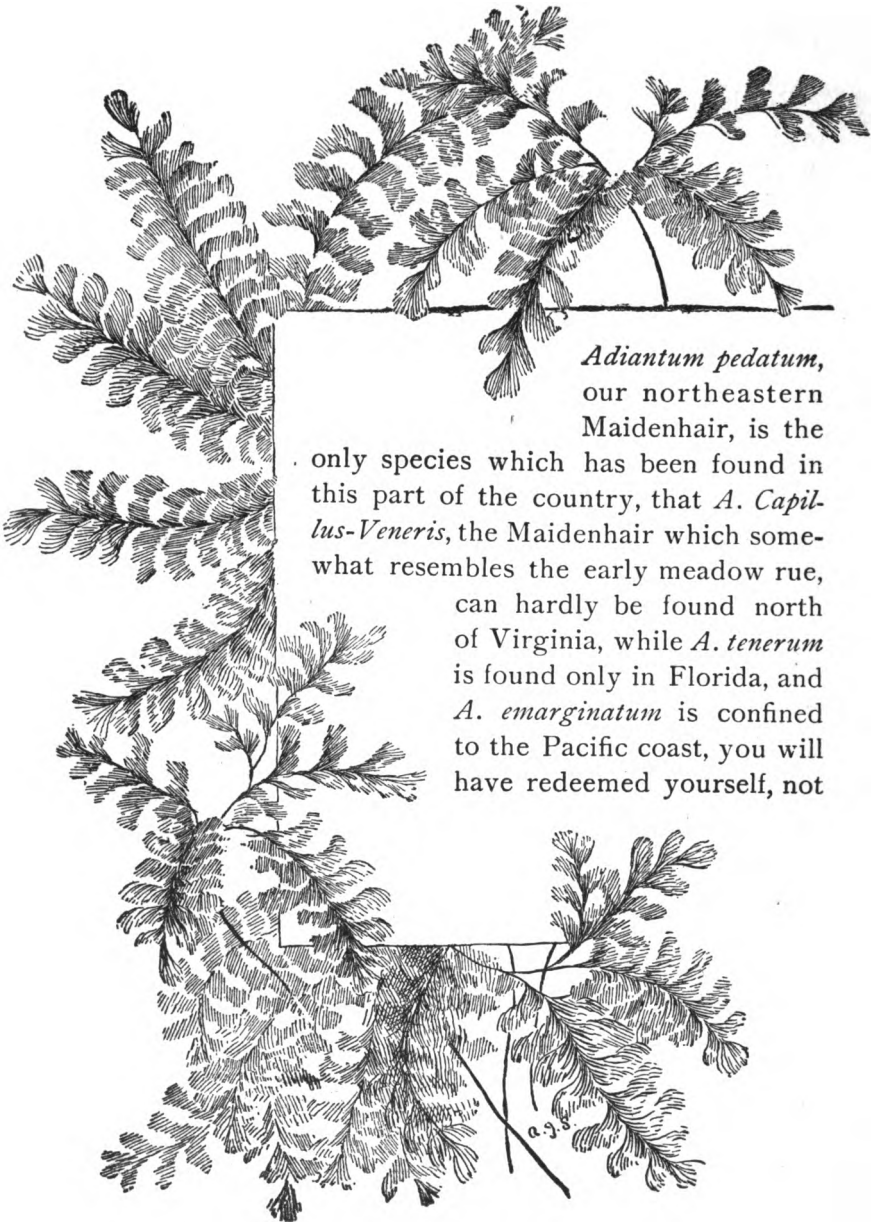 Adiantum pedatum,
our northeastern
Maidenhair, is the
only species which has been found in
this part of the country, that A. Capil-
lus-Veneris, the Maidenhair which some-
what resembles the early meadow rue,
can hardly be found north
of Virginia, while A. tenerum
is found only in Florida, and
A. emarginatum is confined
to the Pacific coast, you will
have redeemed yourself, not
a.g.s.